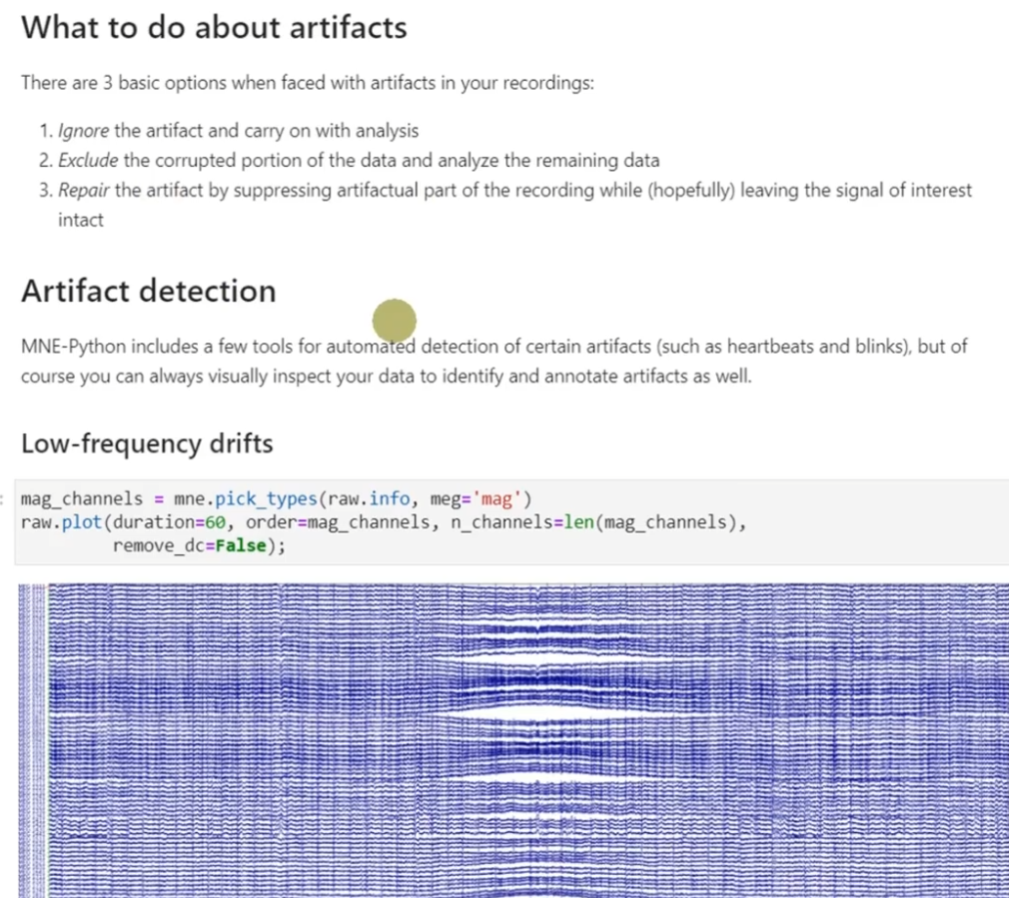 What to do about artifacts
There are 3 basic options when faced with artifacts in your recordings:
1. Ignore the artifact and carry on with analysis
2. Exclude the corrupted portion of the data and analyze the remaining data
3. Repair the artifact by suppressing artifactual part of the recording while (hopefully) leaving the signal of interest
intact
Artifact detection
MNE-Python includes a few tools for automated detection of certain artifacts (such as heartbeats and blinks), but of
course you can always visually inspect your data to identify and annotate artifacts as well.
Low-frequency drifts
: mag_channels = mne.pick_types(raw.info, meg='mag')
raw.plot(duration=60, order=mag_channels, n_channels=len(mag_channels),
remove_dc=False);